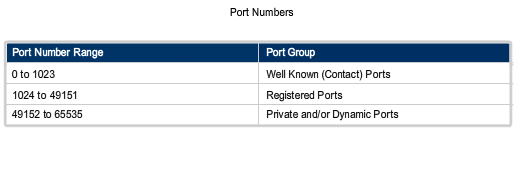 Port Numbers
Port Number Range Port Group
0 to 1023 Well Known (Contact) Ports
1024 to 49151 Registered Ports
49152 to 65535 Private and/or Dynamic Ports